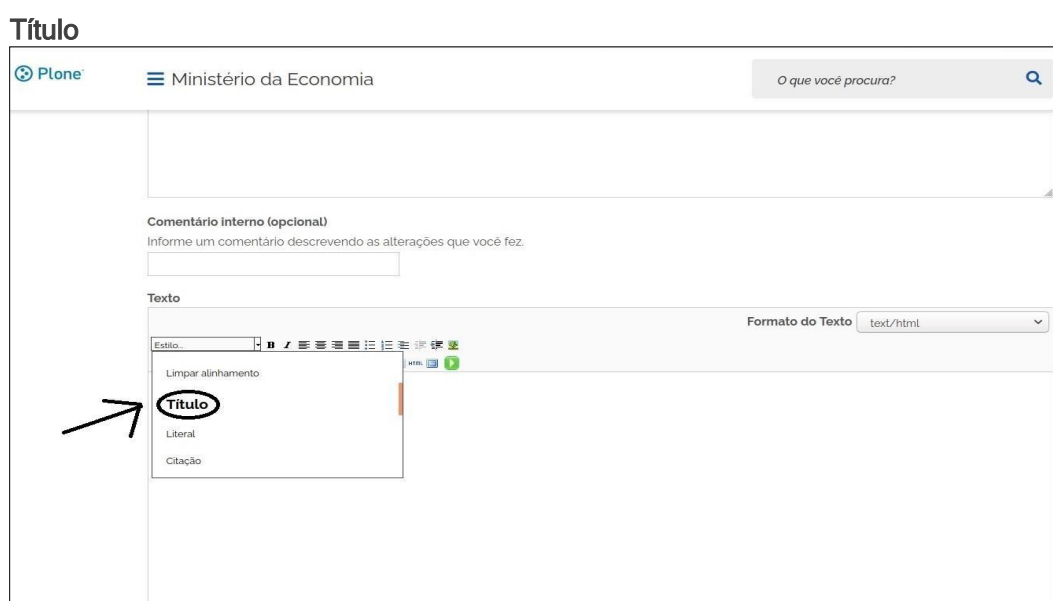 Título
Plone
Ministério da Economia
O que você procura?
Comentário interno (opcional)
Informe um comentário descrevendo as alterações que você fez.
Texto
Formato do Texto text/html
Estilo... B I
HTML
Limpar alinhamento
Título
Literal
Citação